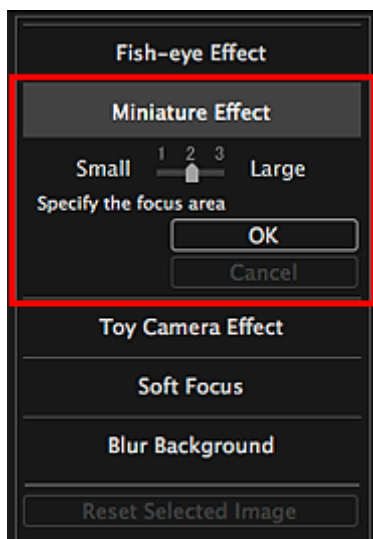 Fish-eye Effect
Miniature Effect
1 2 3
Small Large
Specify the focus area
OK
Cancel
Toy Camera Effect
Soft Focus
Blur Background
Reset Selected Image